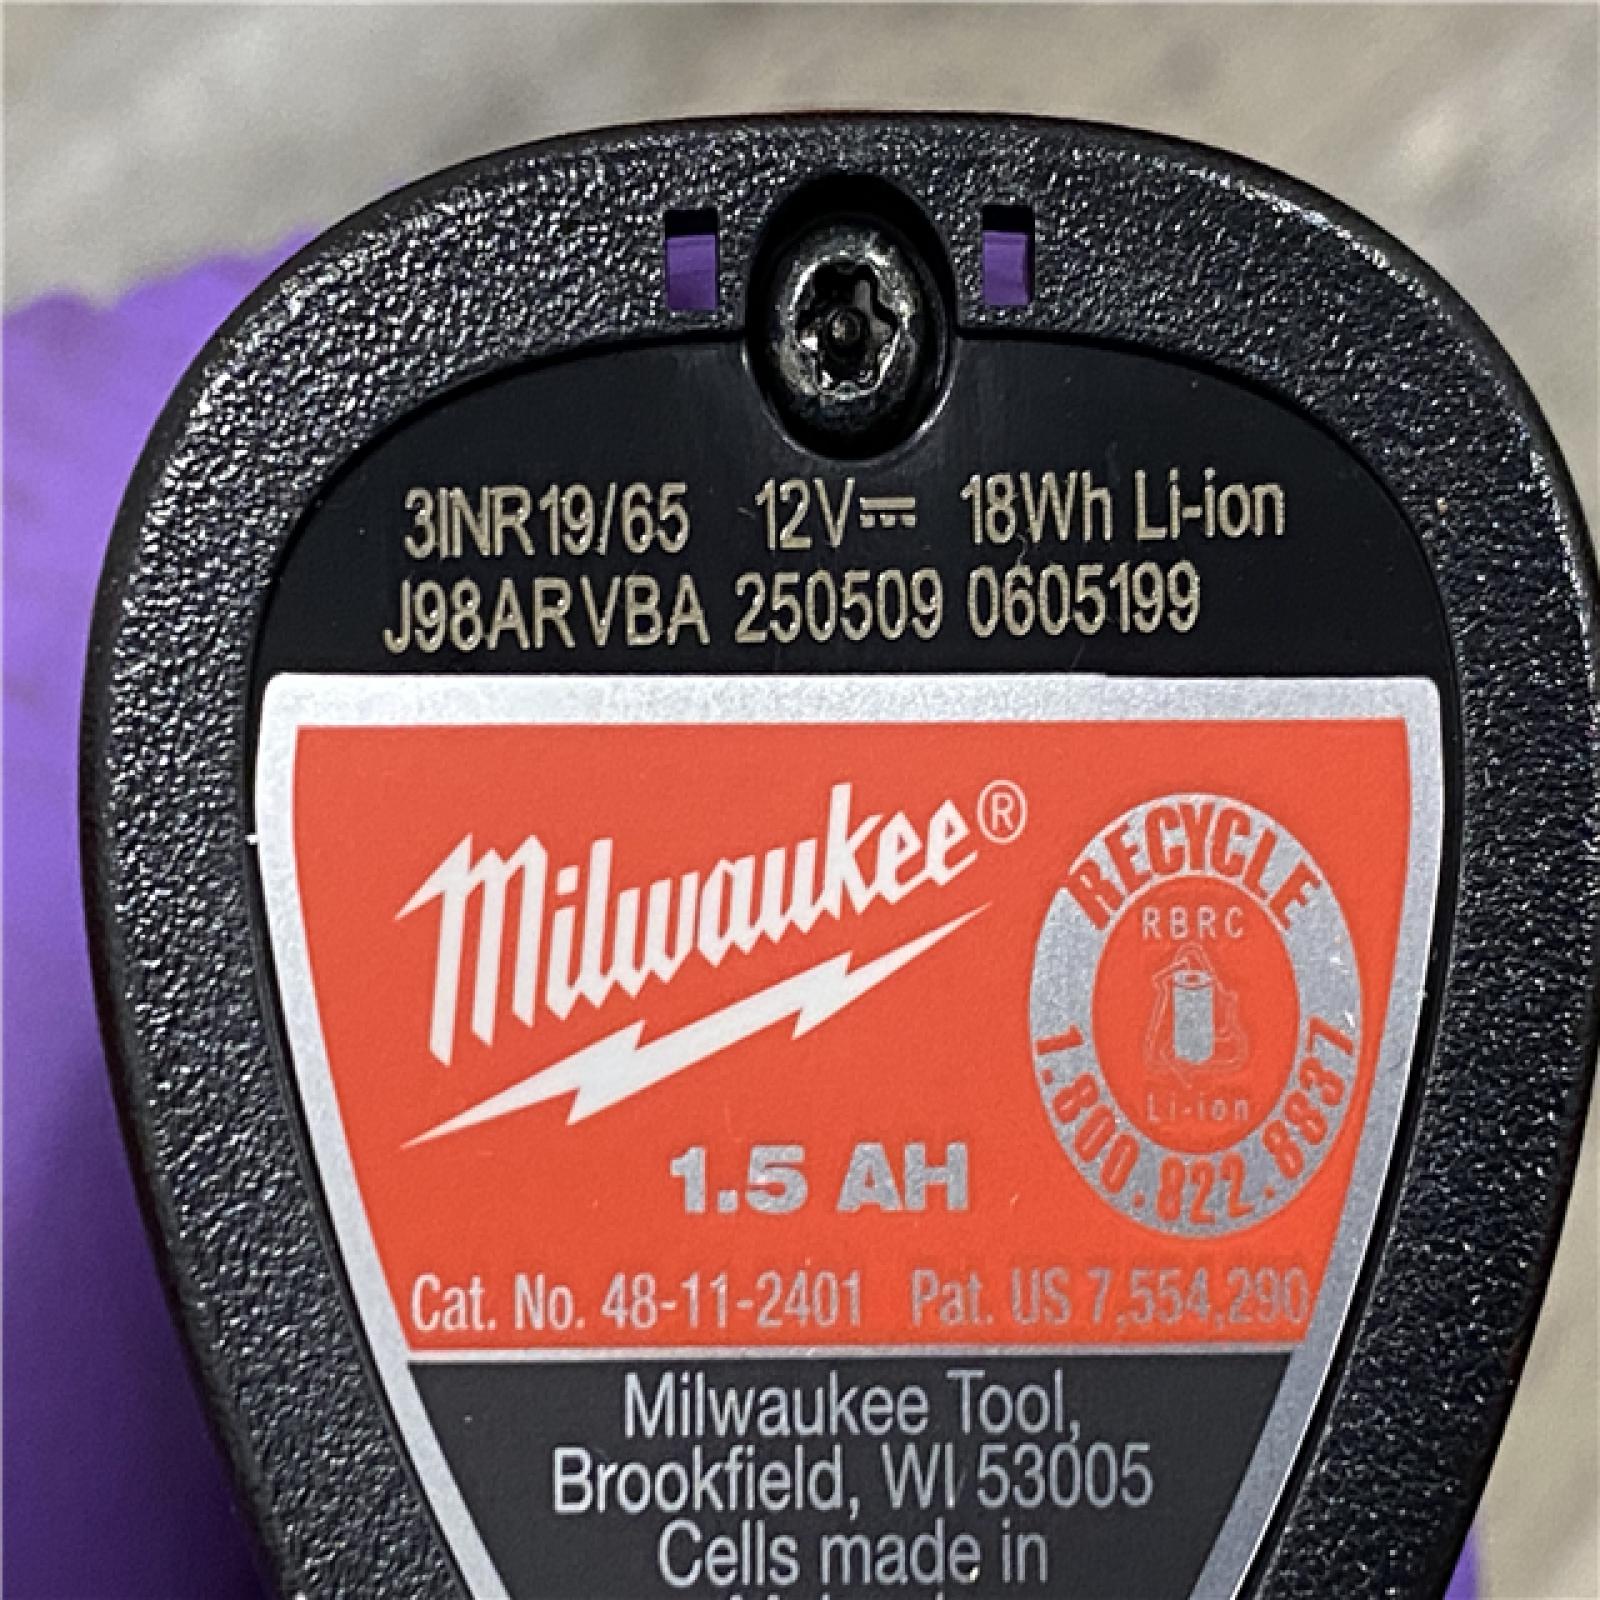 3INR19/65 12V⎓ 18Wh Li-ion
J98ARVBA 250509 0605199
Milwaukee®
RECYCLE
RBRC
Li-ion
1.800.822.8837
1.5 AH
Cat. No. 48-11-2401 Pat. US 7,554,290
Milwaukee Tool,
Brookfield, WI 53005
Cells made in